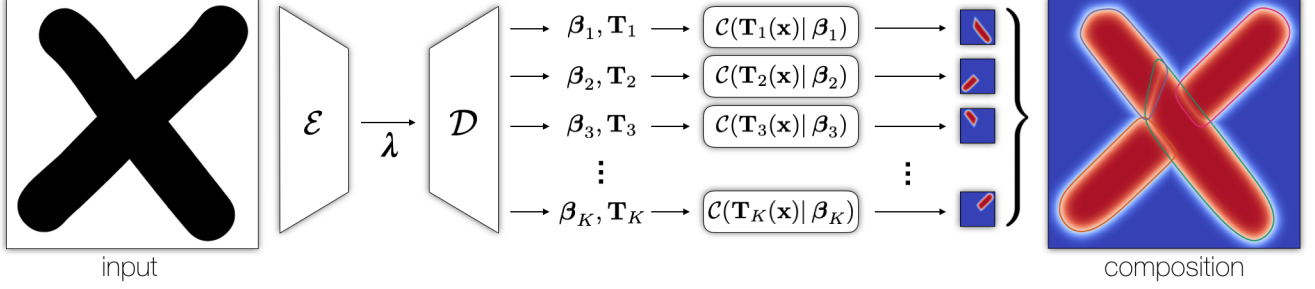 β₁, T₁ C(T₁(x)| β₁)
β₂, T₂ C(T₂(x)| β₂)
ℰ λ 𝒟 β₃, T₃ C(T₃(x)| β₃)
⋮ ⋮
β_K, T_K C(T_K(x)| β_K)
input composition